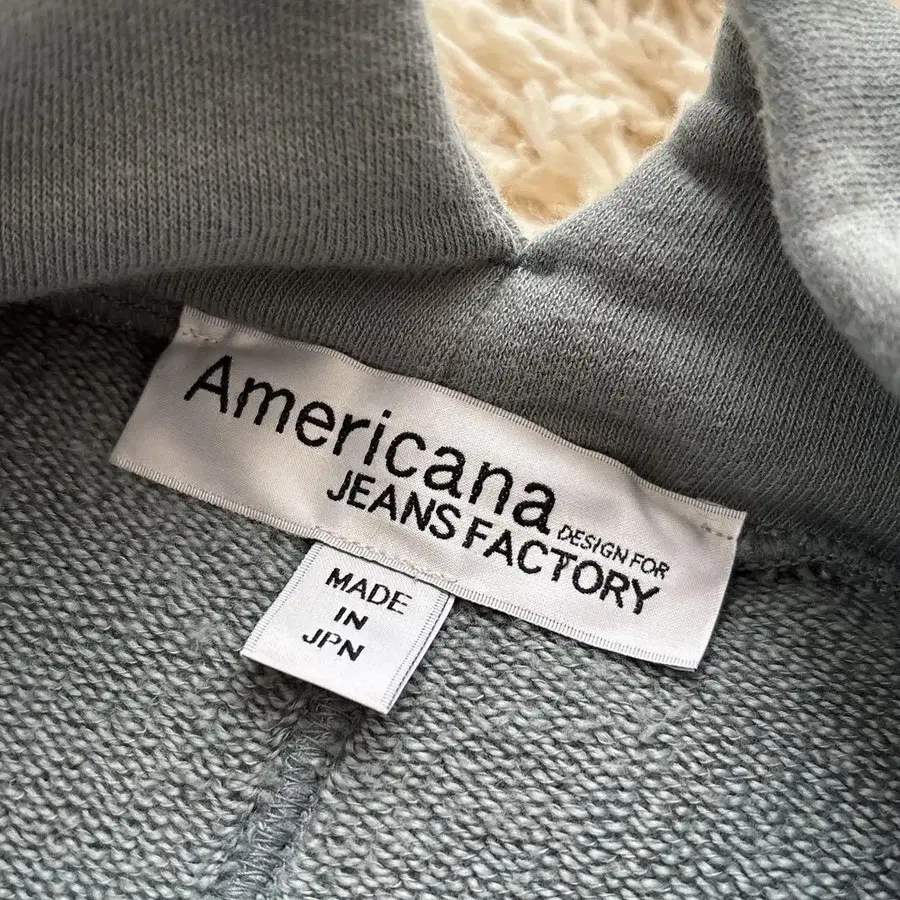 Americana
DESIGN FOR
JEANS FACTORY
MADE
IN
JPN